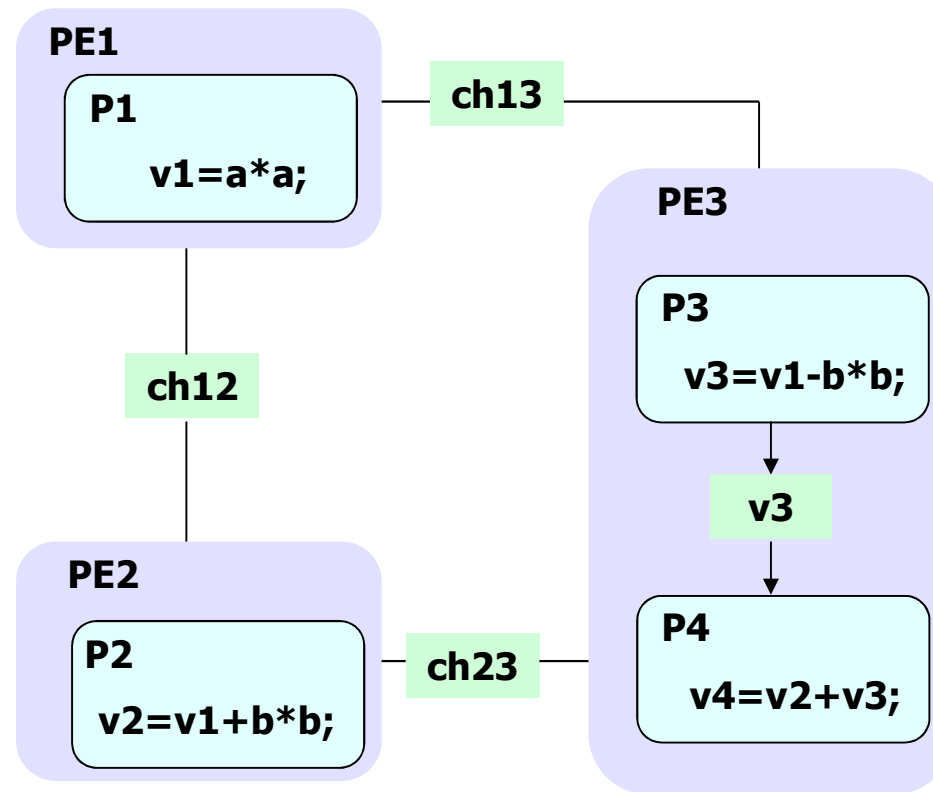 PE1
P1
v1=a*a;
ch13
PE3
P3
v3=v1-b*b;
ch12
v3
PE2
P2
v2=v1+b*b;
ch23
P4
v4=v2+v3;